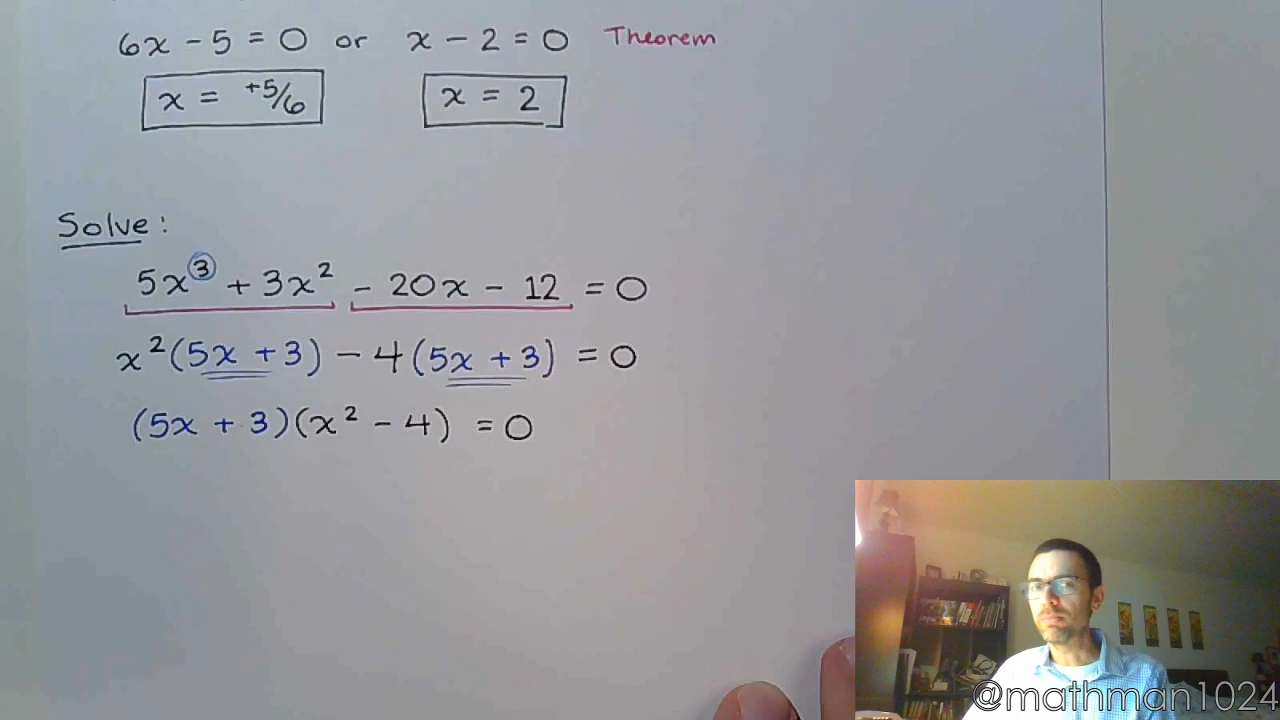 6x - 5 = 0 or x - 2 = 0 Theorem
x = +5/6 x = 2
Solve:
5x³ + 3x² - 20x - 12 = 0
x²(5x + 3) - 4(5x + 3) = 0
(5x + 3)(x² - 4) = 0
@mathman1024